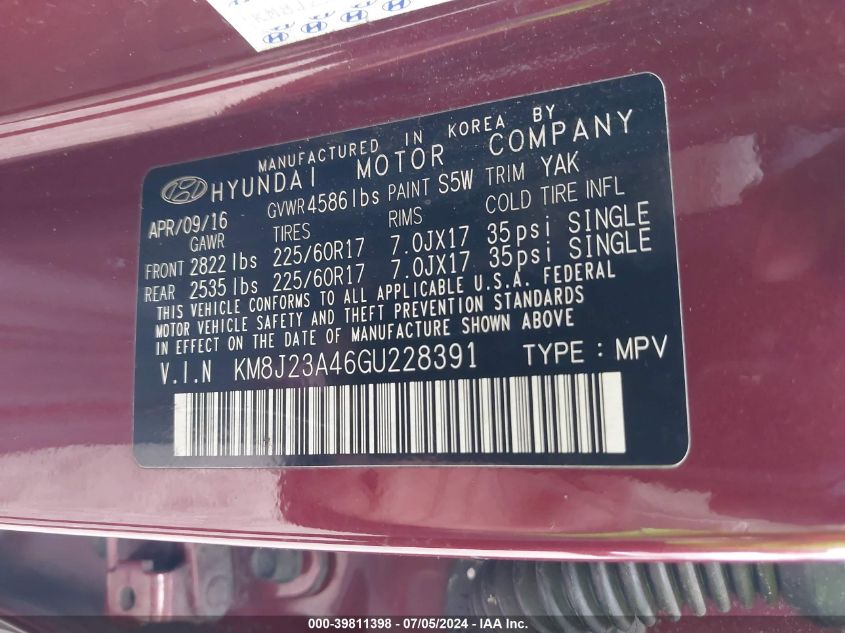 MANUFACTURED IN KOREA BY
HYUNDAI MOTOR COMPANY
APR/09/16 GVWR 4586 lbs PAINT S5W TRIM YAK
GAWR TIRES RIMS COLD TIRE INFL
FRONT 2822 lbs 225/60R17 7.0JX17 35psi SINGLE
REAR 2535 lbs 225/60R17 7.0JX17 35psi SINGLE
THIS VEHICLE CONFORMS TO ALL APPLICABLE U.S.A. FEDERAL
MOTOR VEHICLE SAFETY AND THEFT PREVENTION STANDARDS
IN EFFECT ON THE DATE OF MANUFACTURE SHOWN ABOVE
V.I.N KM8J23A46GU228391 TYPE : MPV
000-39811398 - 07/05/2024 - IAA Inc.